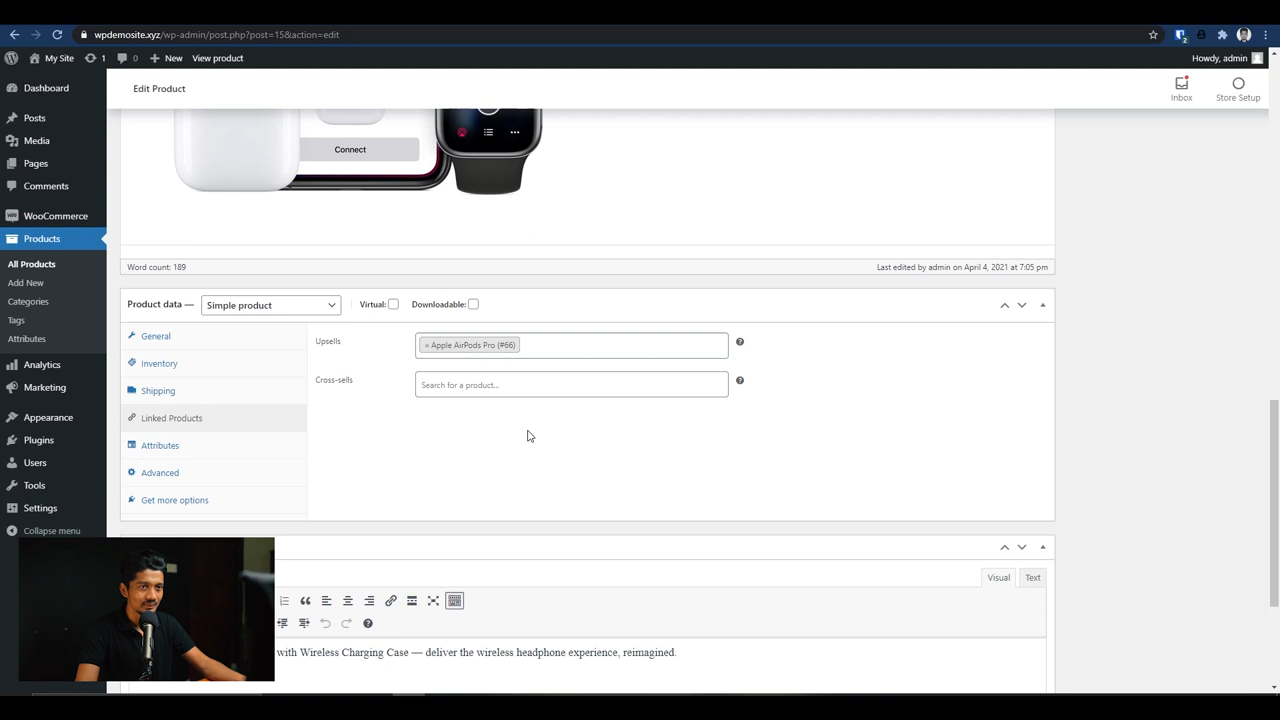 wpdemosite.xyz/wp-admin/post.php?post=15&action=edit
2
My Site 1 0 New View product
Howdy, admin
Edit Product
Inbox
Store Setup
Dashboard
Posts
Media
Pages
Comments
WooCommerce
Products
All Products
Add New
Categories
Tags
Attributes
Analytics
Marketing
Appearance
Plugins
Users
Tools
Settings
Collapse menu
Connect
Word count: 189
Last edited by admin on April 4, 2021 at 7:05 pm
Product data — Simple product Virtual: Downloadable:
General
Inventory
Shipping
Linked Products
Attributes
Advanced
Get more options
Upsells
× Apple AirPods Pro (#66)
Cross-sells
Search for a product...
Visual Text
with Wireless Charging Case — deliver the wireless headphone experience, reimagined.